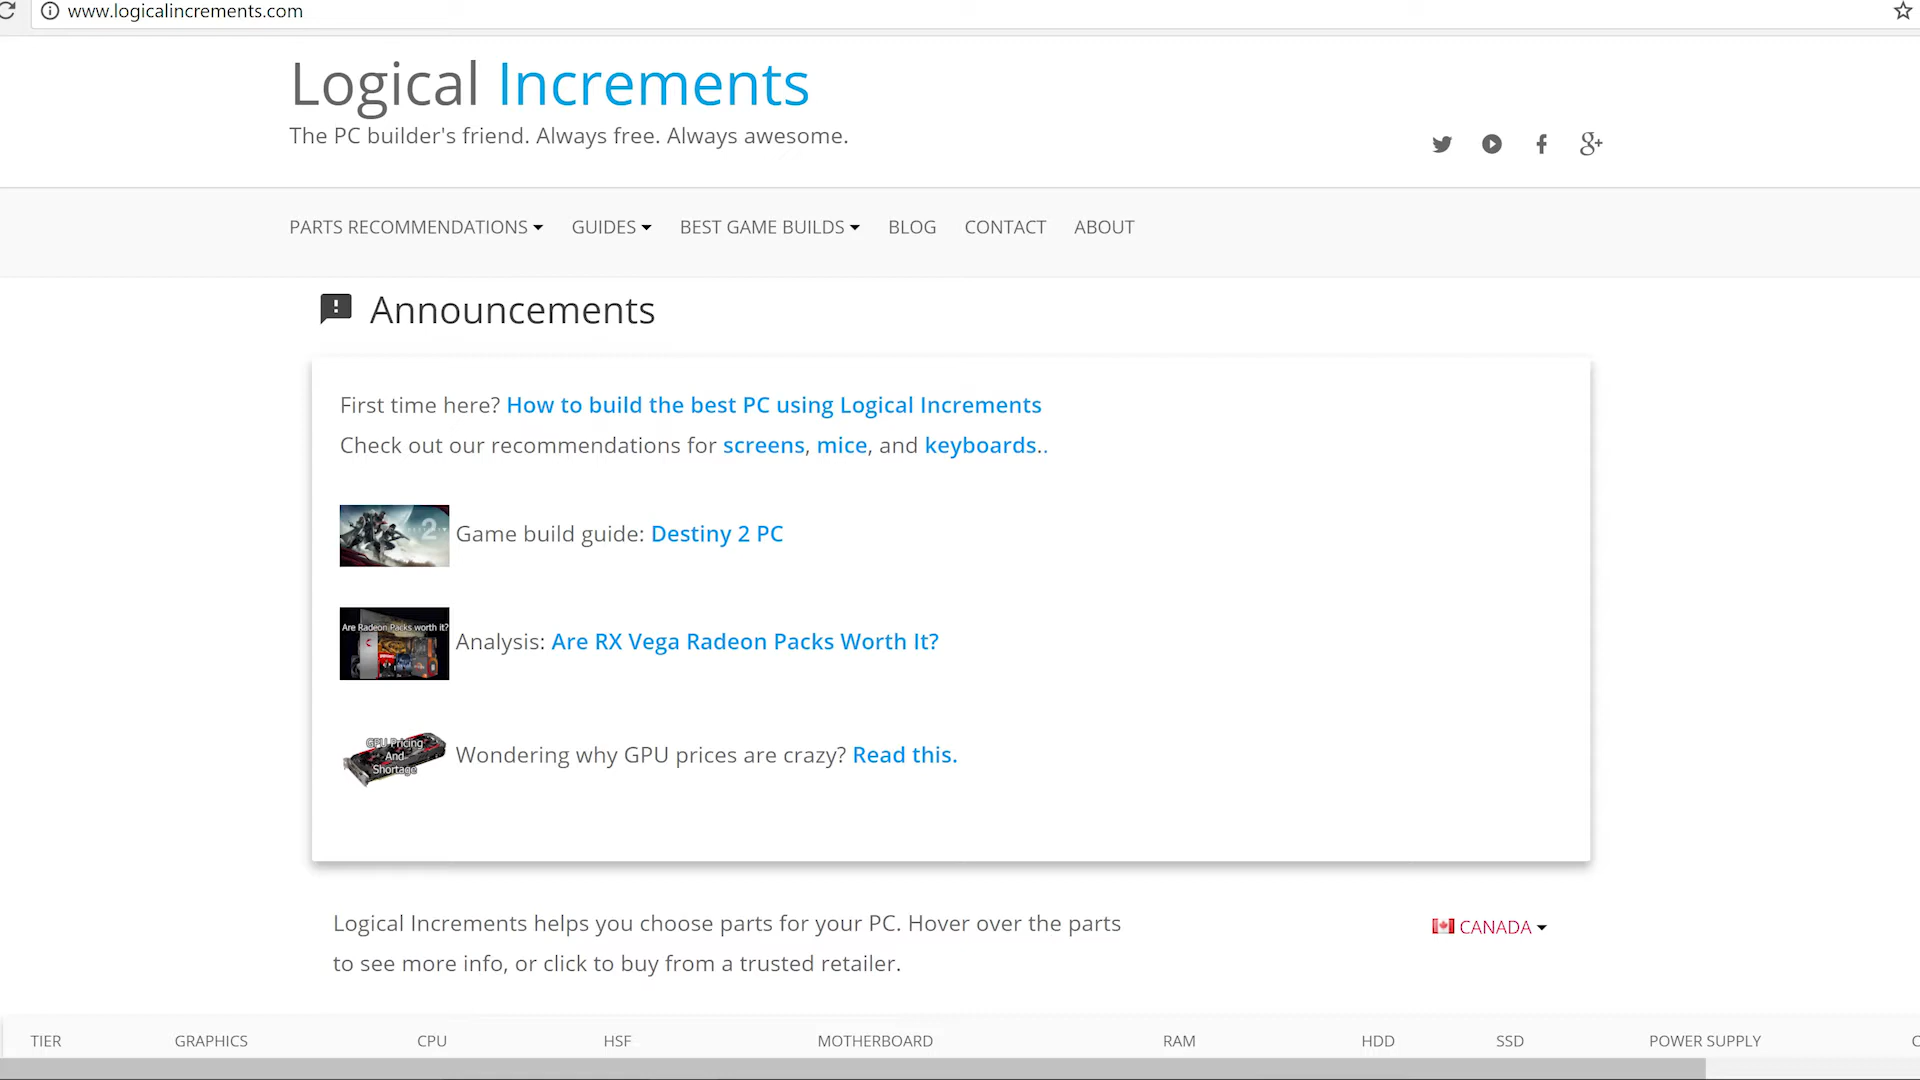 www.logicalincrements.com
Logical Increments
The PC builder's friend. Always free. Always awesome.
PARTS RECOMMENDATIONS GUIDES BEST GAME BUILDS BLOG CONTACT ABOUT
Announcements
First time here? How to build the best PC using Logical Increments
Check out our recommendations for screens, mice, and keyboards..
2
Game build guide: Destiny 2 PC
Are Radeon Packs worth it?
Analysis: Are RX Vega Radeon Packs Worth It?
GPU Pricing
And
Shortage
Wondering why GPU prices are crazy? Read this.
Logical Increments helps you choose parts for your PC. Hover over the parts
to see more info, or click to buy from a trusted retailer.
CANADA
TIER GRAPHICS CPU HSF MOTHERBOARD RAM HDD SSD POWER SUPPLY